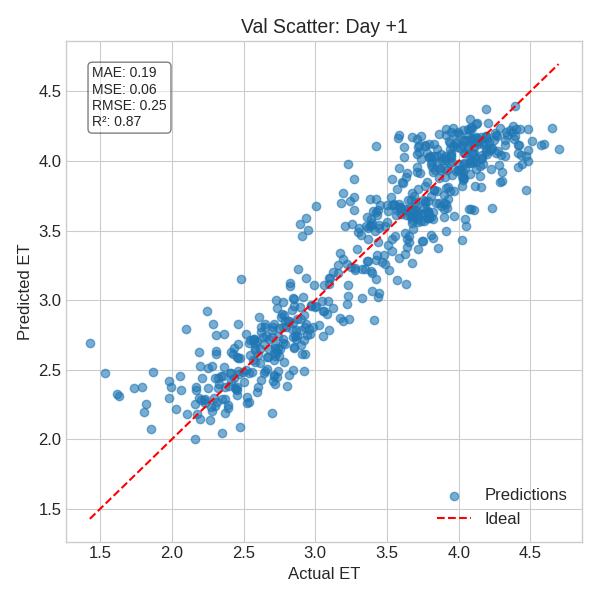 Val Scatter: Day +1
MAE: 0.19
MSE: 0.06
RMSE: 0.25
R²: 0.87
4.5
4.0
3.5
3.0
2.5
2.0
1.5
Predicted ET
Predictions
Ideal
1.5 2.0 2.5 3.0 3.5 4.0 4.5
Actual ET